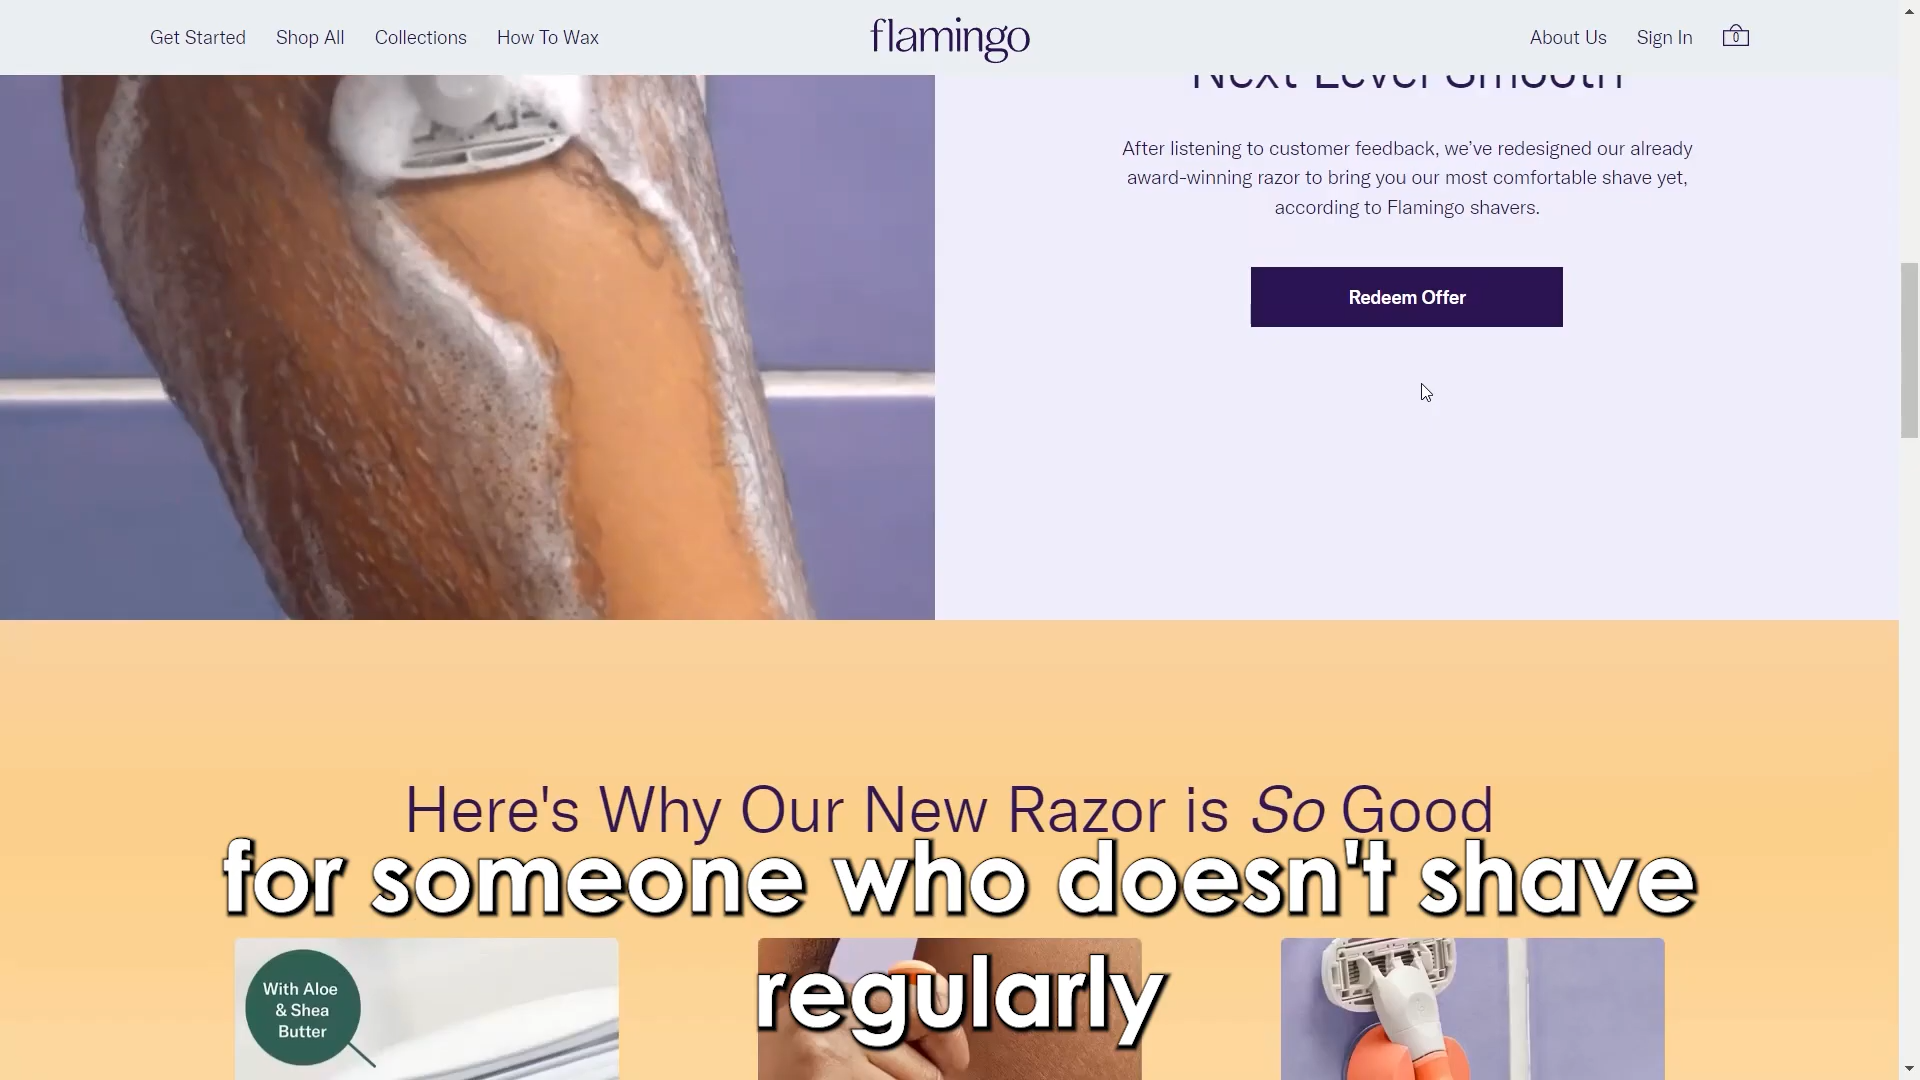 Get Started Shop All Collections How To Wax flamingo About Us Sign In 0
Next Level Smooth
After listening to customer feedback, we've redesigned our already
award-winning razor to bring you our most comfortable shave yet,
according to Flamingo shavers.
Redeem Offer
Here's Why Our New Razor is So Good
for someone who doesn't shave
regularly
With Aloe
& Shea
Butter